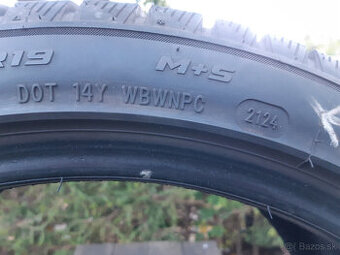 R19 M+S
DOT 14Y WBWNPC 2124
Bazos.sk